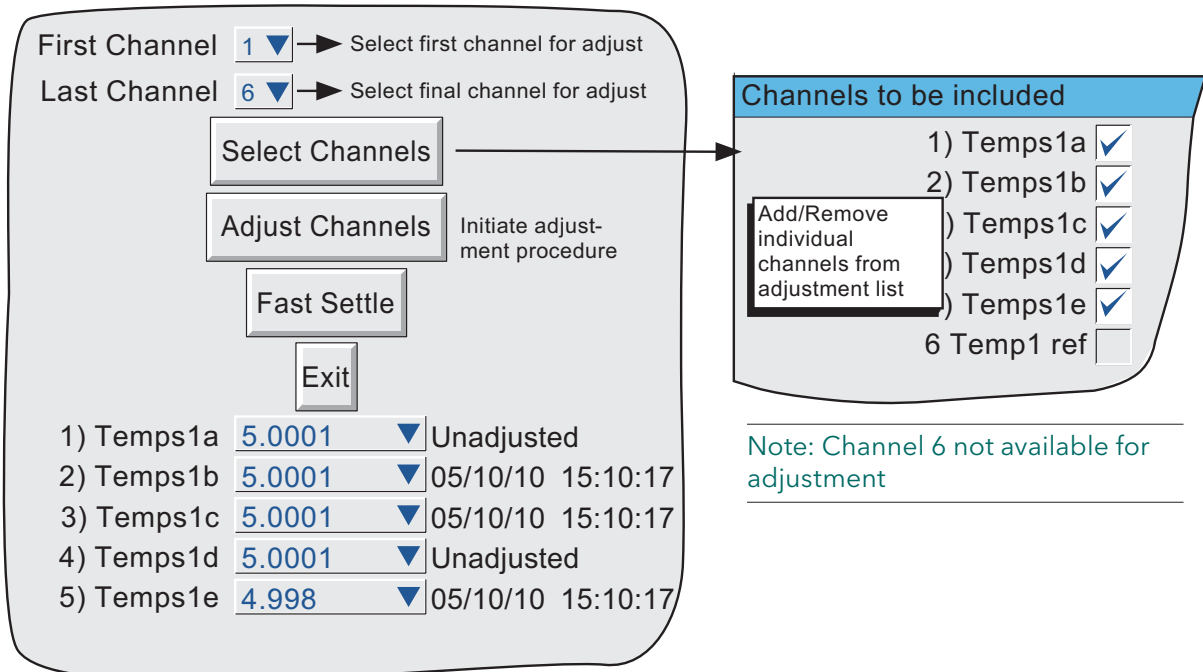 First Channel 1 Select first channel for adjust
Last Channel 6 Select final channel for adjust
Select Channels
Adjust Channels
Initiate adjust-
ment procedure
Fast Settle
Exit
1) Temps1a 5.0001 Unadjusted
2) Temps1b 5.0001 05/10/10 15:10:17
3) Temps1c 5.0001 05/10/10 15:10:17
4) Temps1d 5.0001 Unadjusted
5) Temps1e 4.998 05/10/10 15:10:17
Channels to be included
1) Temps1a
2) Temps1b
) Temps1c
) Temps1d
) Temps1e
6 Temp1 ref
Add/Remove
individual
channels from
adjustment list
Note: Channel 6 not available for
adjustment